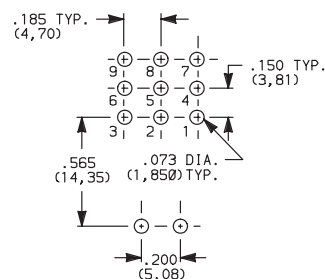 .185 TYP.
(4,70)
9 8 7
.150 TYP.
(3,81)
6 5 4
3 2 1
.565
(14,35)
.073 DIA.
(1,850)TYP.
.200
(5.08)